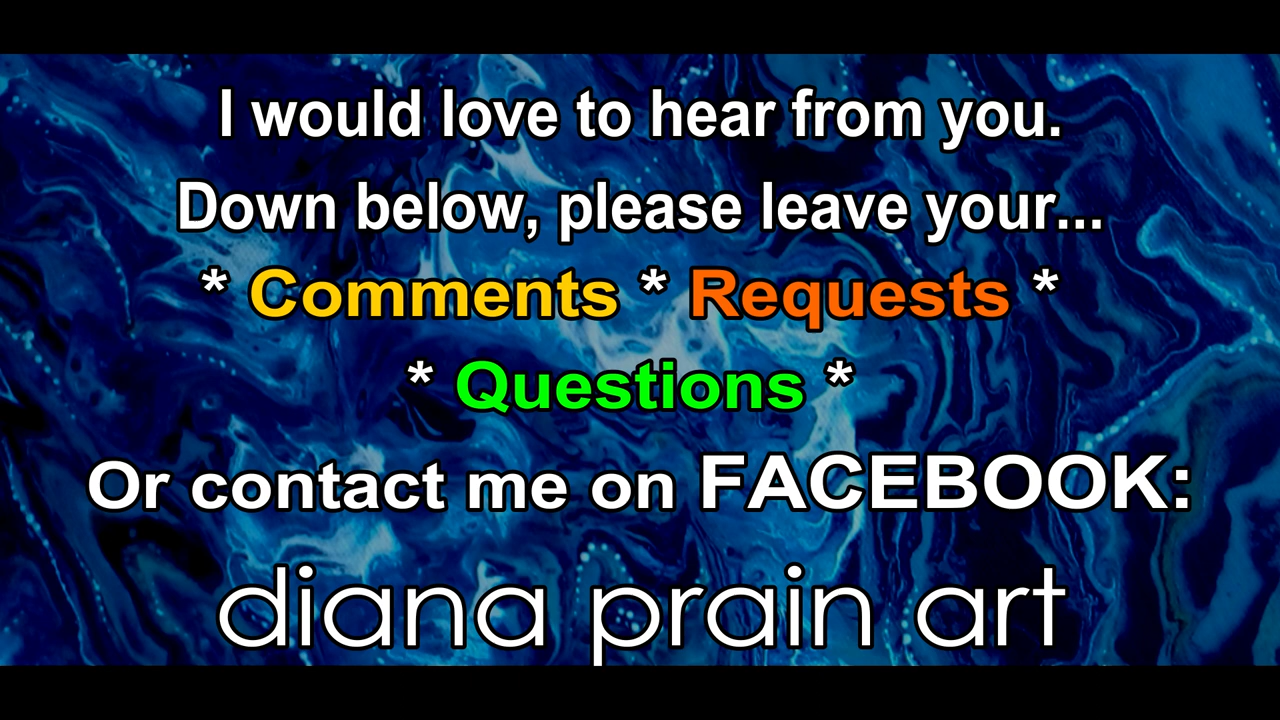 I would love to hear from you.
Down below, please leave your...
* Comments * Requests *
* Questions *
Or contact me on FACEBOOK:
diana prain art